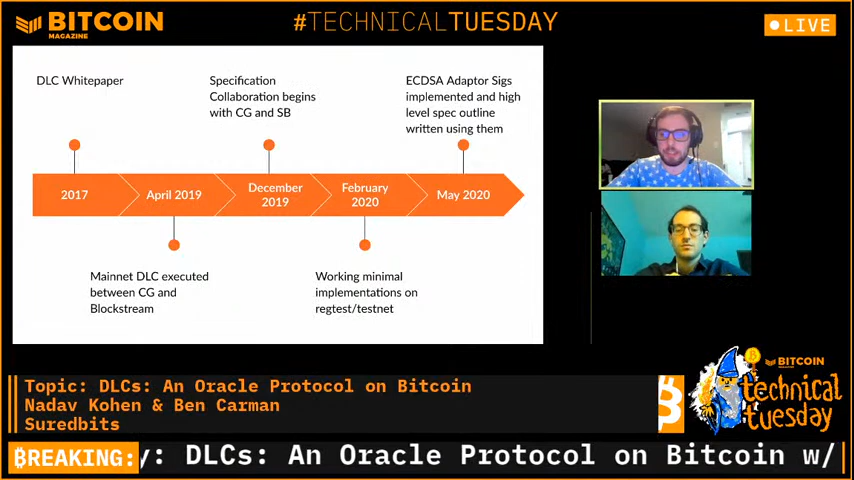 BITCOIN
MAGAZINE
#TECHNICALTUESDAY
LIVE
DLC Whitepaper
Specification
Collaboration begins
with CG and SB
ECDSA Adaptor Sigs
implemented and high
level spec outline
written using them
2017
April 2019
December
2019
February
2020
May 2020
Mainnet DLC executed
between CG and
Blockstream
Working minimal
implementations on
regtest/testnet
Topic: DLCs: An Oracle Protocol on Bitcoin
Nadav Kohen & Ben Carman
Suredbits
BITCOIN
MAGAZINE
technical
tuesday
₿REAKING:
y: DLCs: An Oracle Protocol on Bitcoin w/